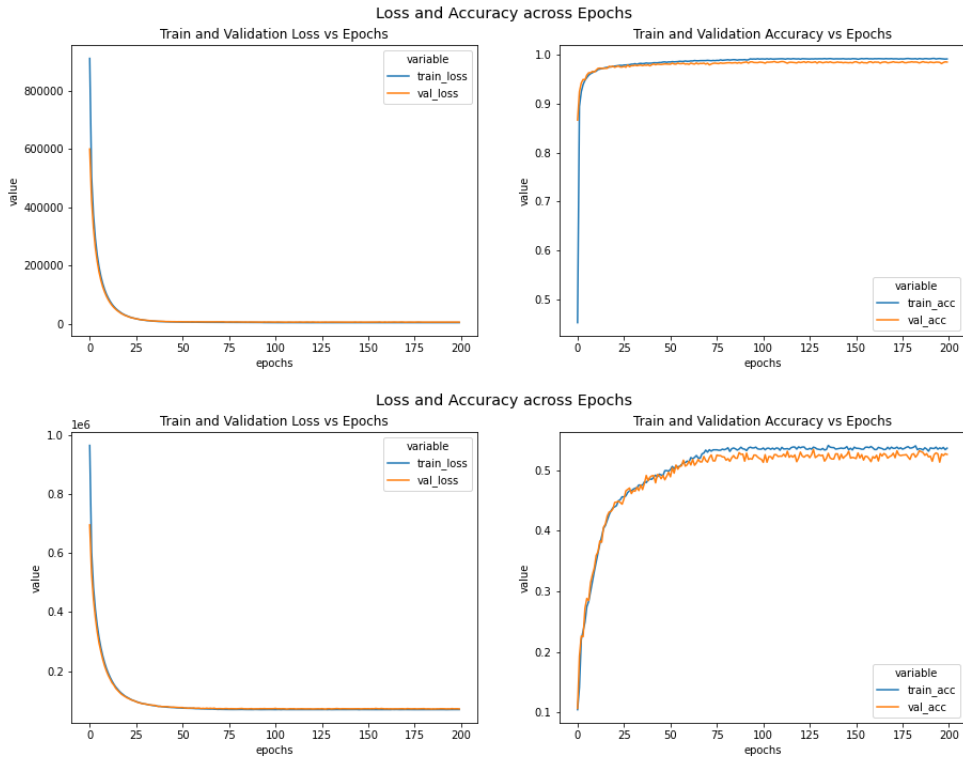 Loss and Accuracy across Epochs
Train and Validation Loss vs Epochs
variable
train_loss
val_loss
800000
600000
400000
200000
0
value
0 25 50 75 100 125 150 175 200
epochs
Train and Validation Accuracy vs Epochs
1.0
0.9
0.8
0.7
0.6
0.5
value
variable
train_acc
val_acc
0 25 50 75 100 125 150 175 200
epochs
Loss and Accuracy across Epochs
Train and Validation Loss vs Epochs
1e6
variable
train_loss
val_loss
1.0
0.8
0.6
0.4
0.2
value
0 25 50 75 100 125 150 175 200
epochs
Train and Validation Accuracy vs Epochs
0.5
0.4
0.3
0.2
0.1
value
variable
train_acc
val_acc
0 25 50 75 100 125 150 175 200
epochs